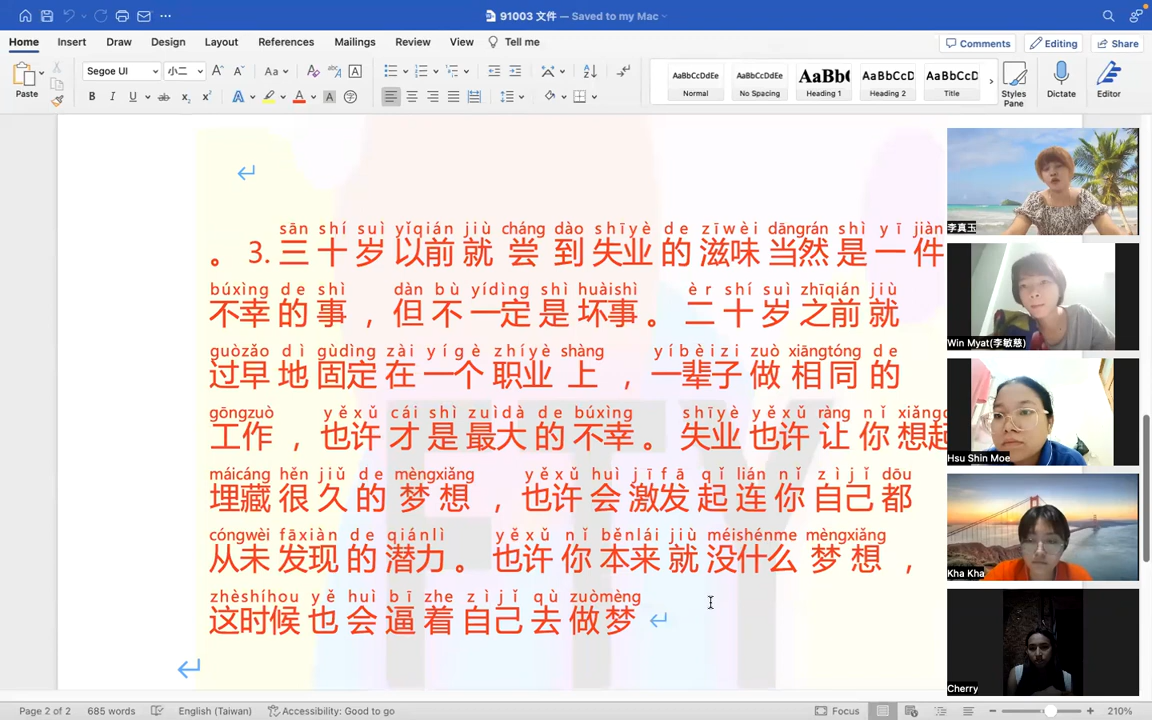 91003 文件 — Saved to my Mac
Home Insert Draw Design Layout References Mailings Review View Tell me
Comments Editing Share
Paste
Segoe UI 小二
AaBbCcDdEe AaBbCcDdEe AaBbC AaBbCcD AaBbCcD
Normal No Spacing Heading 1 Heading 2 Title
Styles Pane Dictate Editor
sān shí suì yǐqián jiù cháng dào shīyè de zīwèi dāngrán shì yī jiàn
。 3. 三十岁以前就尝到失业的滋味当然是一件
búxìng de shì dàn bù yídìng shì huàishì èr shí suì zhīqián jiù
不幸的事 , 但不一定是坏事 。 二十岁之前就
guòzǎo dì gùdìng zài yígè zhíyè shàng yíbèizi zuò xiāngtóng de
过早地固定在一个职业上 , 一辈子做相同的
gōngzuò yěxǔ cái shì zuìdà de búxìng shīyè yěxǔ ràng nǐ
工作 , 也许才是最大的不幸 。 失业也许让你想起
máicáng hěn jiǔ de mèngxiǎng yěxǔ huì jīfā qǐ lián nǐ zìjǐ dōu
埋藏很久的梦想 , 也许会激发起连你自己都
cóngwèi fāxiàn de qiánlì yěxǔ nǐ běnlái jiù méishénme mèngxiǎng
从未发现的潜力 。 也许你本来就没什么梦想 ,
zhèshíhou yě huì bī zhe zìjǐ qù zuòmèng
这时候也会逼着自己去做梦
李真玉
Win Myat(李敏慈)
Hsu Shin Moe
Kha Kha
Cherry
Page 2 of 2 685 words English (Taiwan) Accessibility: Good to go Focus 210%